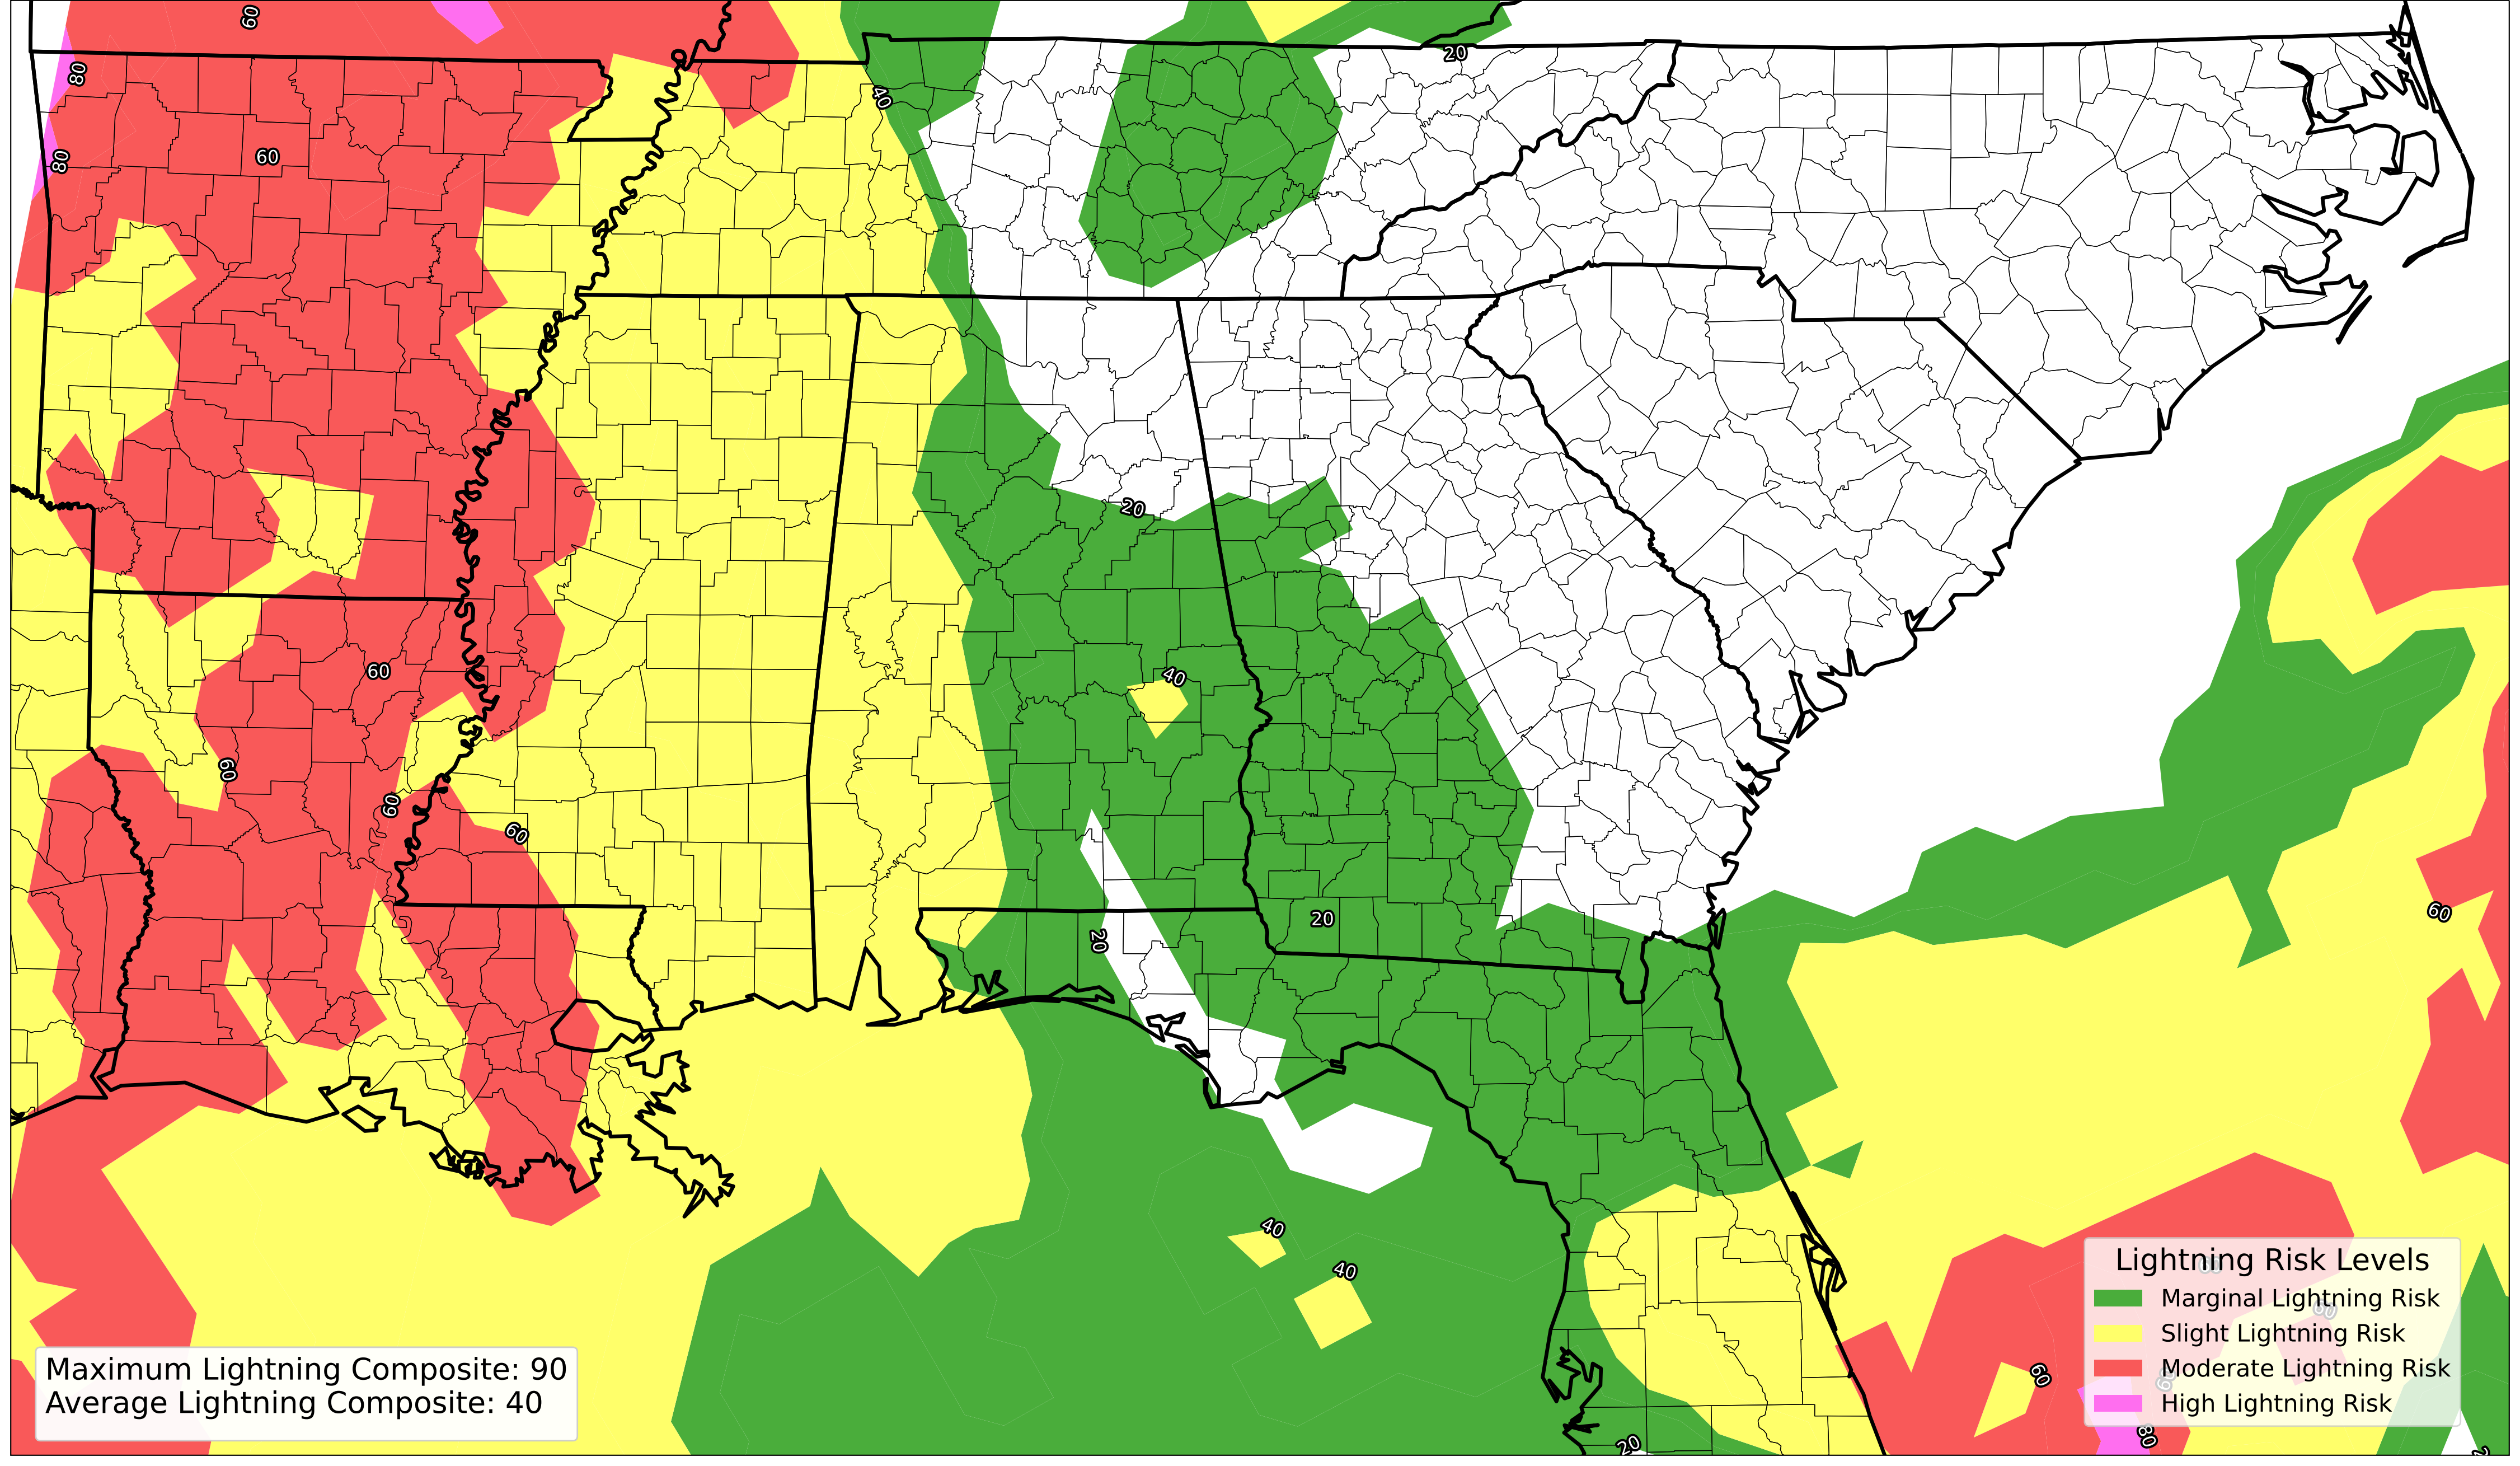 60
20
80
40
80
60
20
60
40
60
60
60
60
20
20
40
40
60
20
80
Lightning Risk Levels
Marginal Lightning Risk
Slight Lightning Risk
Moderate Lightning Risk
High Lightning Risk
Maximum Lightning Composite: 90
Average Lightning Composite: 40